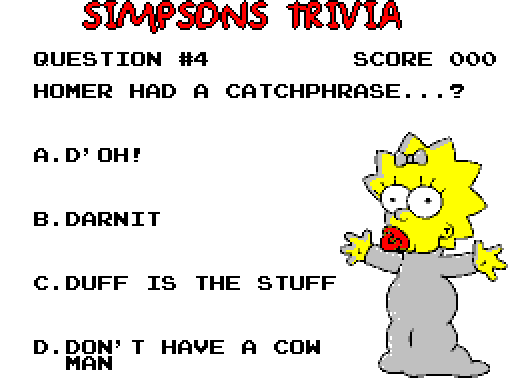 SIMPSONS TRIVIA
QUESTION #4 SCORE 000
HOMER HAD A CATCHPHRASE...?
A.D'OH!
B.DARNIT
C.DUFF IS THE STUFF
D.DON'T HAVE A COW
MAN